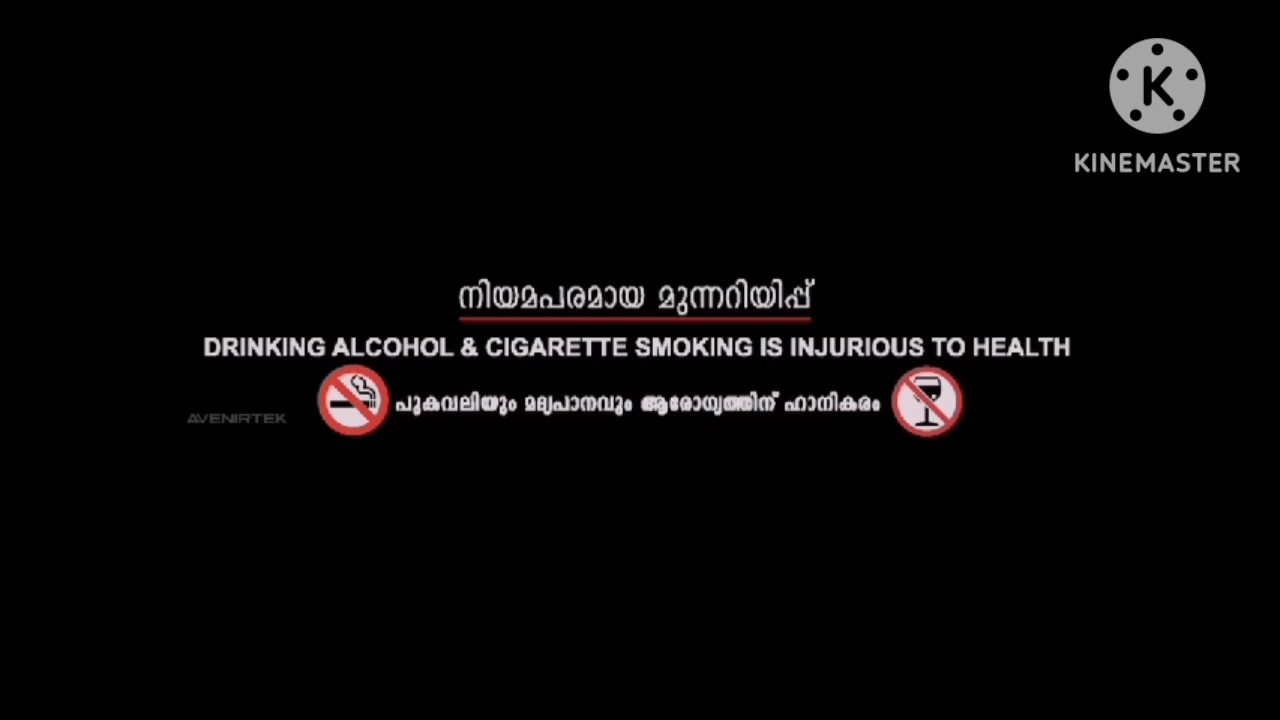 K
KINEMASTER
നിയമപരമായ മുന്നറിയിപ്പ്
DRINKING ALCOHOL & CIGARETTE SMOKING IS INJURIOUS TO HEALTH
പുകവലിയും മദ്യപാനവും ആരോഗ്യത്തിന് ഹാനികരം
AVENIRTEK